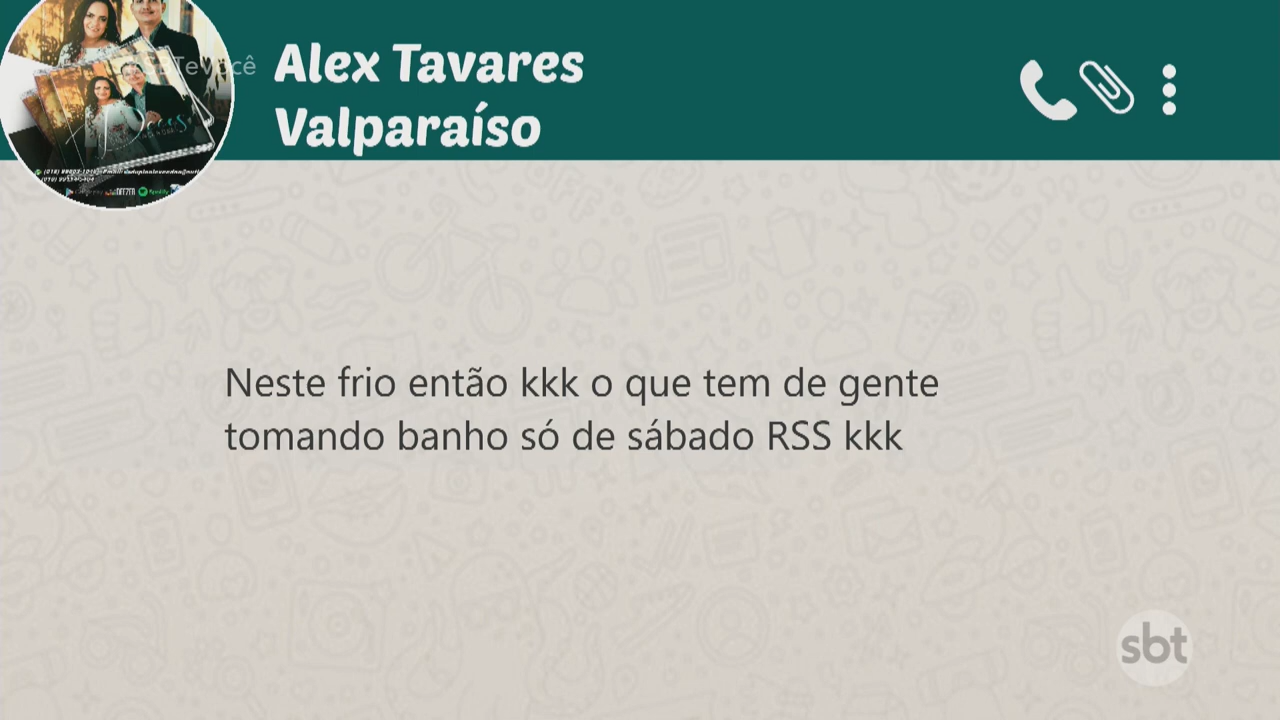 SBTevocê
Alex Tavares
Valparaíso
Neste frio então kkk o que tem de gente
tomando banho só de sábado RSS kkk
sbt